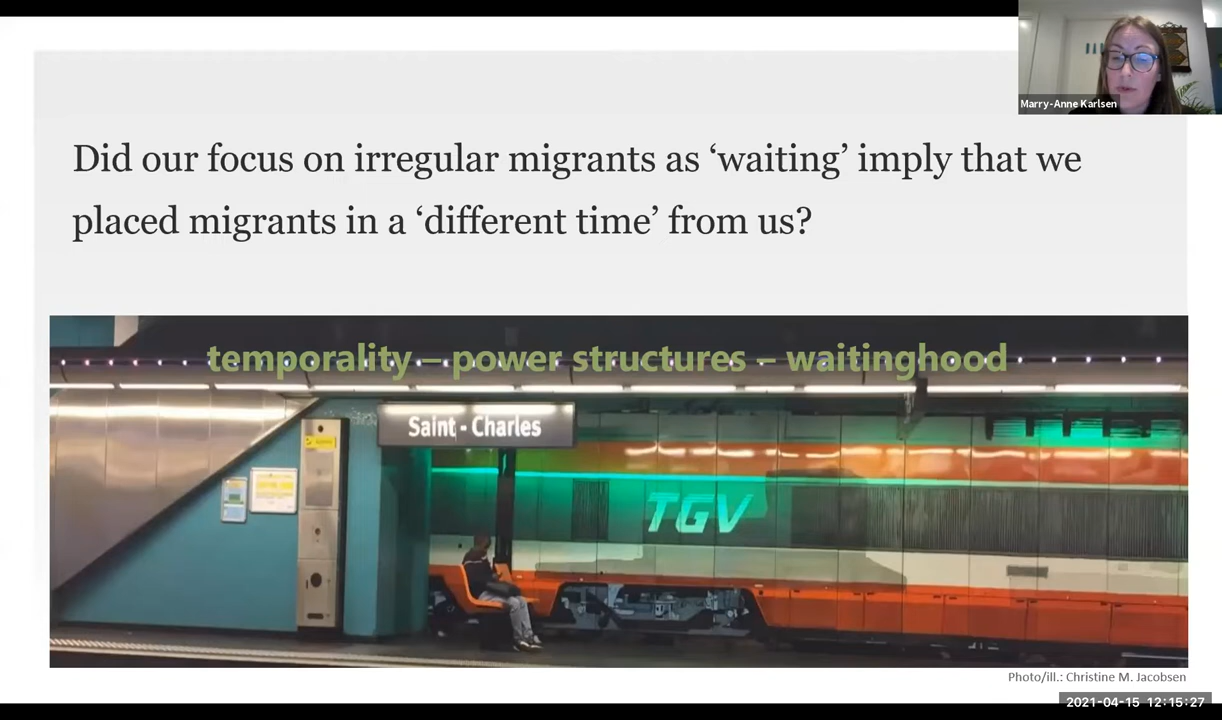 Marry-Anne Karlsen
Did our focus on irregular migrants as ‘waiting’ imply that we
placed migrants in a ‘different time’ from us?
temporality – power structures – waitinghood
Saint - Charles
TGV
Photo/ill.: Christine M. Jacobsen
2021-04-15 12:15:27